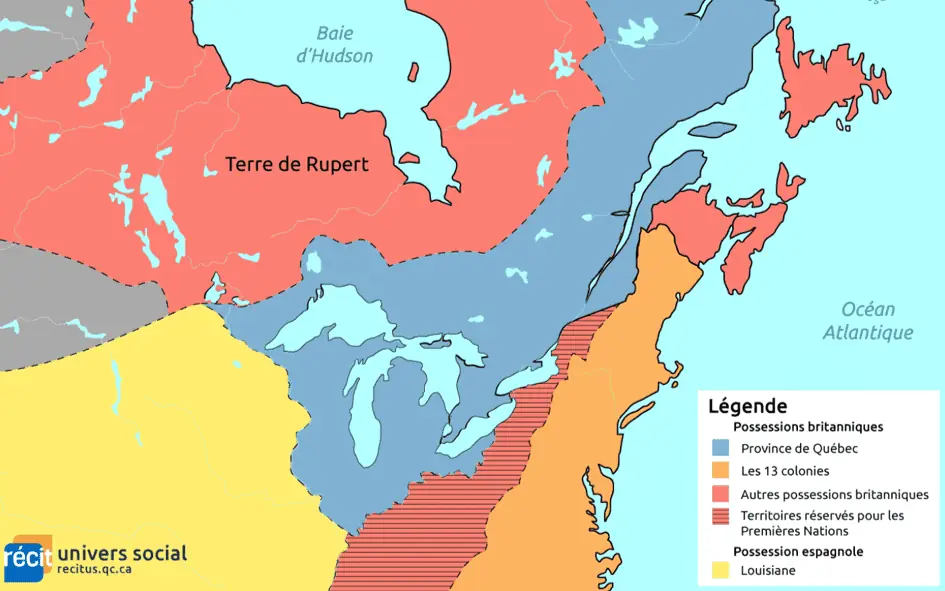 Baie
d'Hudson
Terre de Rupert
Océan
Atlantique
Légende
Possessions britanniques
Province de Québec
Les 13 colonies
Autres possessions britanniques
Territoires réservés pour les
Premières Nations
Possession espagnole
Louisiane
récit univers social
recitus.qc.ca